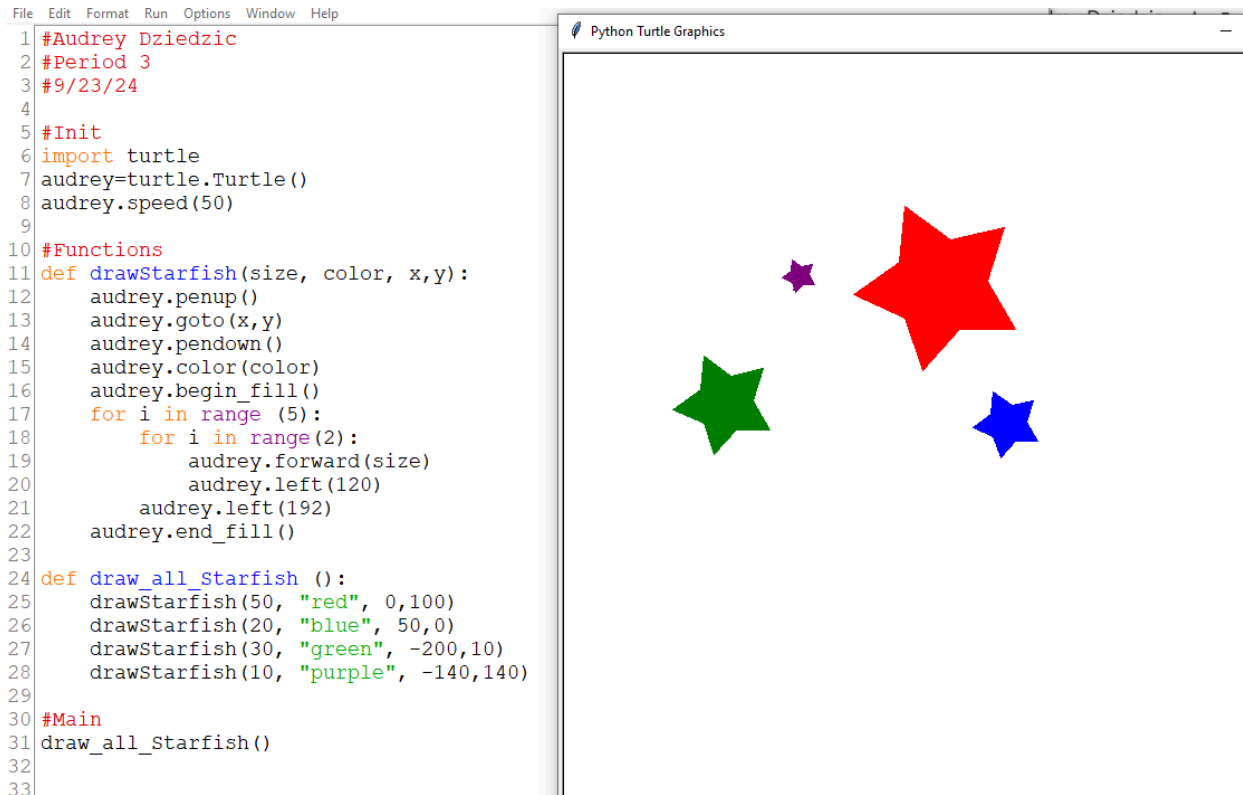 File Edit Format Run Options Window Help
Python Turtle Graphics
1 #Audrey Dziedzic
2 #Period 3
3 #9/23/24
4
5 #Init
6 import turtle
7 audrey=turtle.Turtle()
8 audrey.speed(50)
9
10 #Functions
11 def drawStarfish(size, color, x,y):
12     audrey.penup()
13     audrey.goto(x,y)
14     audrey.pendown()
15     audrey.color(color)
16     audrey.begin_fill()
17     for i in range (5):
18         for i in range(2):
19             audrey.forward(size)
20             audrey.left(120)
21         audrey.left(192)
22     audrey.end_fill()
23
24 def draw_all_Starfish ():
25     drawStarfish(50, "red", 0,100)
26     drawStarfish(20, "blue", 50,0)
27     drawStarfish(30, "green", -200,10)
28     drawStarfish(10, "purple", -140,140)
29
30 #Main
31 draw_all_Starfish()
32
33